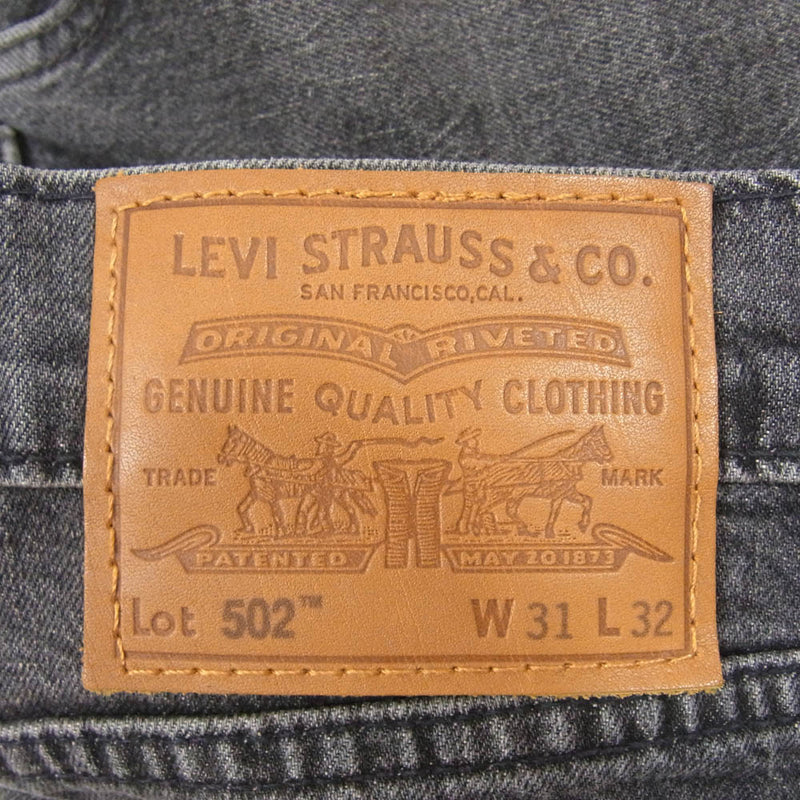 LEVI STRAUSS & CO.
SAN FRANCISCO, CAL.
ORIGINAL RIVETED
GENUINE QUALITY CLOTHING
TRADE MARK
PATENTED MAY 20 1873
Lot 502™ W 31 L 32